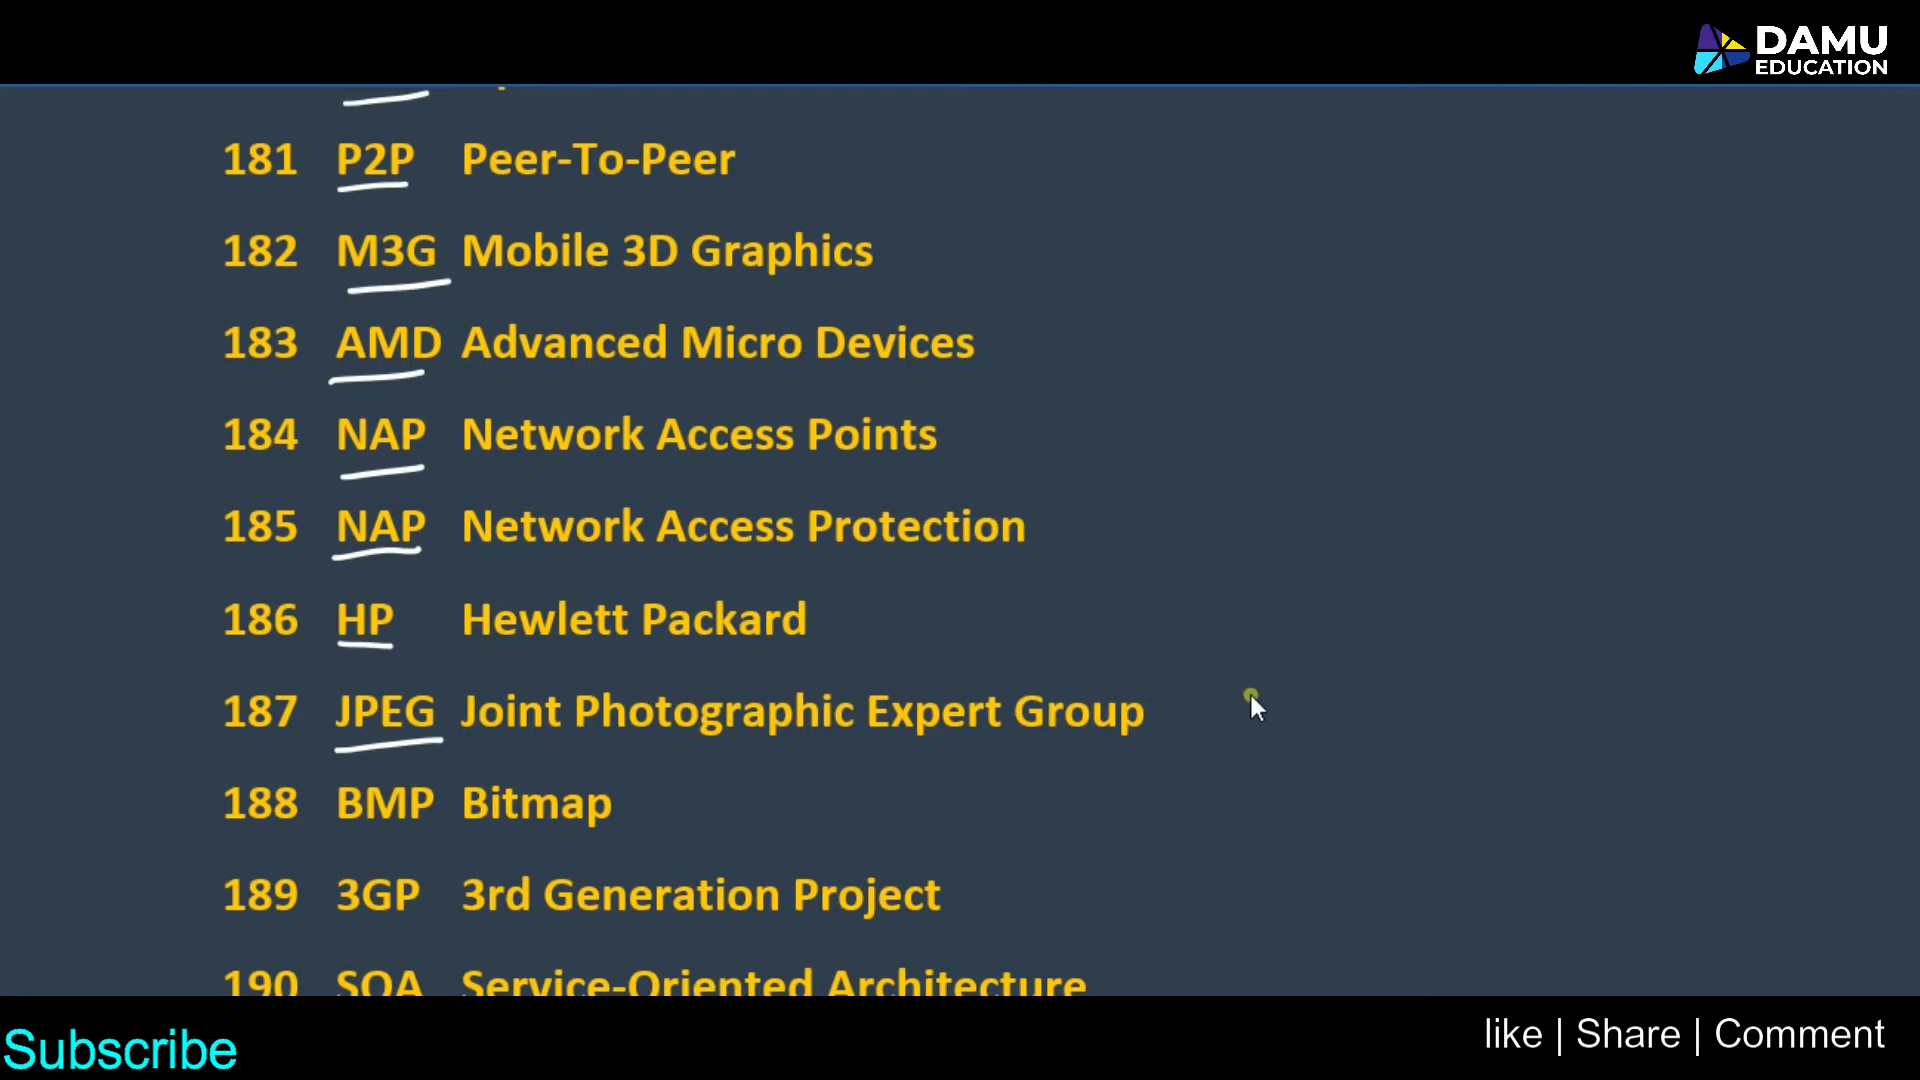 DAMU
EDUCATION
181 P2P Peer-To-Peer
182 M3G Mobile 3D Graphics
183 AMD Advanced Micro Devices
184 NAP Network Access Points
185 NAP Network Access Protection
186 HP Hewlett Packard
187 JPEG Joint Photographic Expert Group
188 BMP Bitmap
189 3GP 3rd Generation Project
190 SOA Service-Oriented Architecture
Subscribe
like | Share | Comment